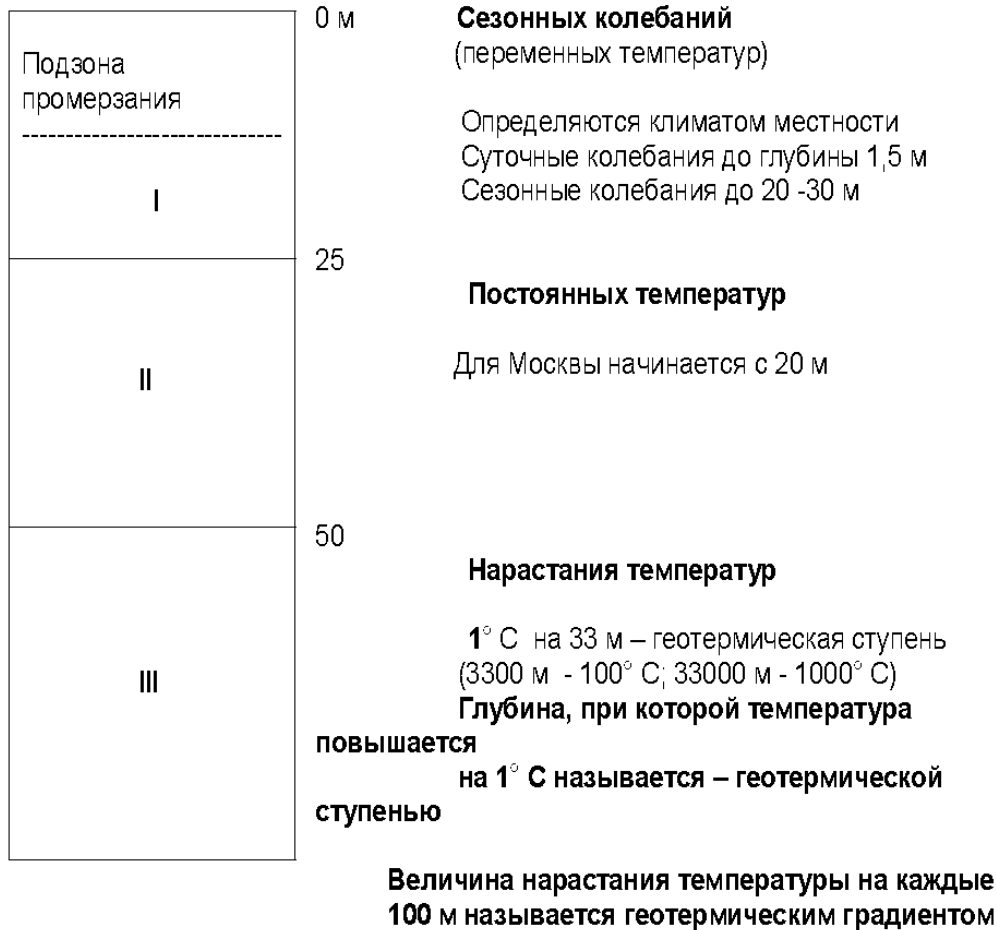 0 м
Сезонных колебаний
(переменных температур)
Подзона
промерзания
------------------------------
Определяются климатом местности
Суточные колебания до глубины 1,5 м
Сезонные колебания до 20 -30 м
I
25
Постоянных температур
Для Москвы начинается с 20 м
II
50
Нарастания температур
1° С на 33 м – геотермическая ступень
(3300 м - 100° С; 33000 м - 1000° С)
III
Глубина, при которой температура
повышается
на 1° С называется – геотермической
ступенью
Величина нарастания температуры на каждые
100 м называется геотермическим градиентом